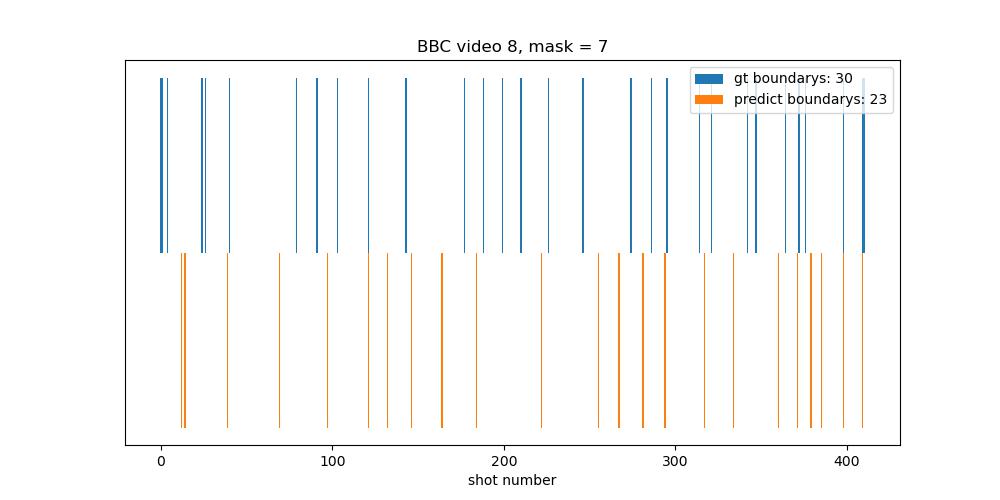 BBC video 8, mask = 7
gt boundarys: 30
predict boundarys: 23
0 100 200 300 400
shot number